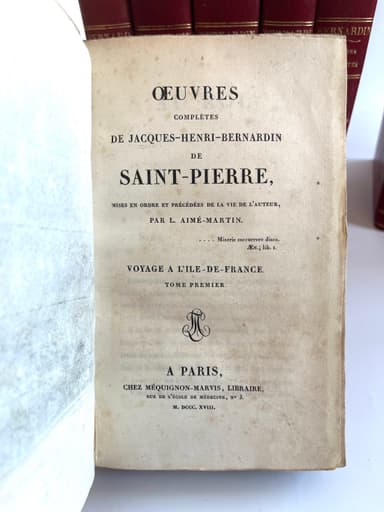 BERNARDIN
ŒUVRES
COMPLÈTES
DE JACQUES-HENRI-BERNARDIN
DE
SAINT-PIERRE,
MISES EN ORDRE ET PRÉCÉDÉES DE LA VIE DE L'AUTEUR,
PAR L. AIMÉ-MARTIN.
.... Miseris succurrere disco.
Æn.; lib. I.
VOYAGE A L'ILE-DE-FRANCE.
TOME PREMIER
A PARIS,
CHEZ MÉQUIGNON-MARVIS, LIBRAIRE,
RUE DE L'ÉCOLE DE MÉDECINE, Nº 3.
M. DCCC. XVIII.